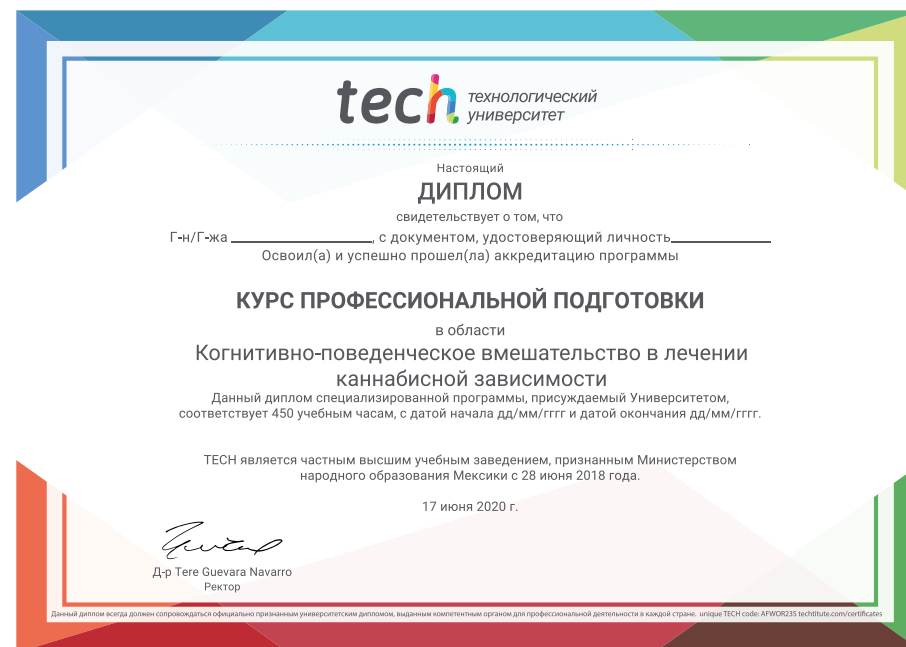 tech технологический
университет
Настоящий
ДИПЛОМ
свидетельствует о том, что
Г-н/Г-жа ____________________, с документом, удостоверяющий личность______________
Освоил(а) и успешно прошел(ла) аккредитацию программы
КУРС ПРОФЕССИОНАЛЬНОЙ ПОДГОТОВКИ
в области
Когнитивно-поведенческое вмешательство в лечении
каннабисной зависимости
Данный диплом специализированной программы, присуждаемый Университетом,
соответствует 450 учебным часам, с датой начала дд/мм/гггг и датой окончания дд/мм/гггг.
TECH является частным высшим учебным заведением, признанным Министерством
народного образования Мексики с 28 июня 2018 года.
17 июня 2020 г.
Д-р Tere Guevara Navarro
Ректор
Данный диплом всегда должен сопровождаться официально признанным университетским дипломом, выданным компетентным органом для профессиональной деятельности в каждой стране. unique TECH code: AFWOR23S techtitute.com/certificates